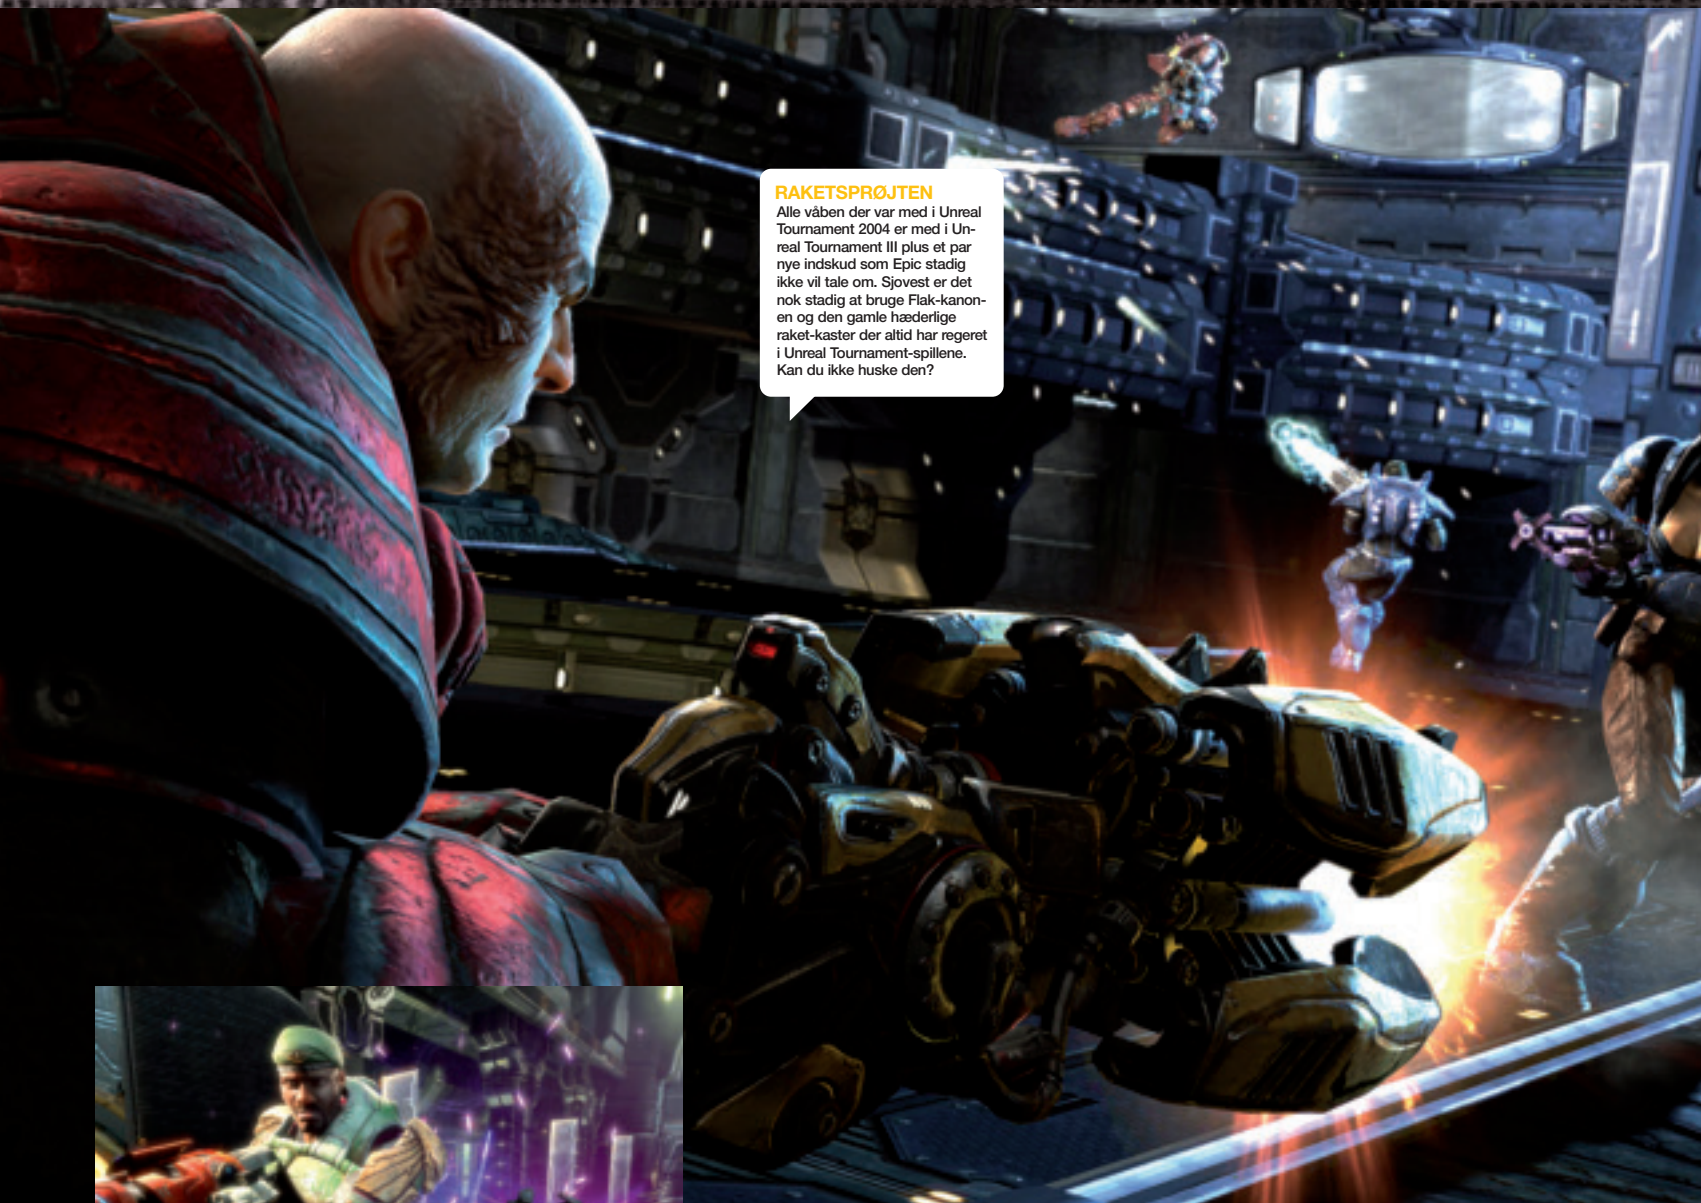 RAKETSPRØJTEN
Alle våben der var med i Unreal
Tournament 2004 er med i Un-
real Tournament III plus et par
nye indskud som Epic stadig
ikke vil tale om. Sjovest er det
nok stadig at bruge Flak-kanon-
en og den gamle hæderlige
raket-kaster der altid har regeret
i Unreal Tournament-spillene.
Kan du ikke huske den?